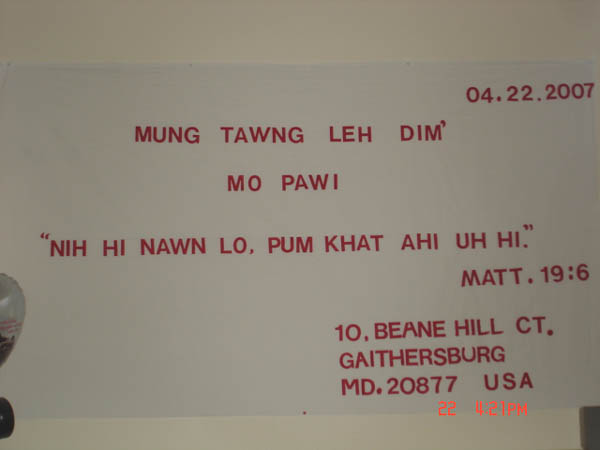 04.22.2007
MUNG TAWNG LEH DIM'
MO PAWI
"NIH HI NAWN LO, PUM KHAT AHI UH HI."
MATT. 19:6
10, BEANE HILL CT.
GAITHERSBURG
MD. 20877 USA
22 4:21PM